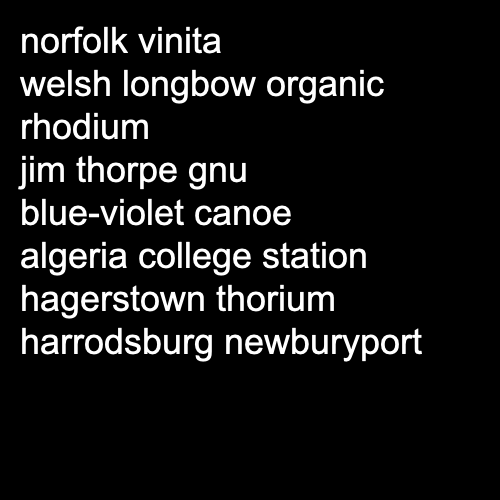 norfolk vinita
welsh longbow organic
rhodium
jim thorpe gnu
blue-violet canoe
algeria college station
hagerstown thorium
harrodsburg newburyport